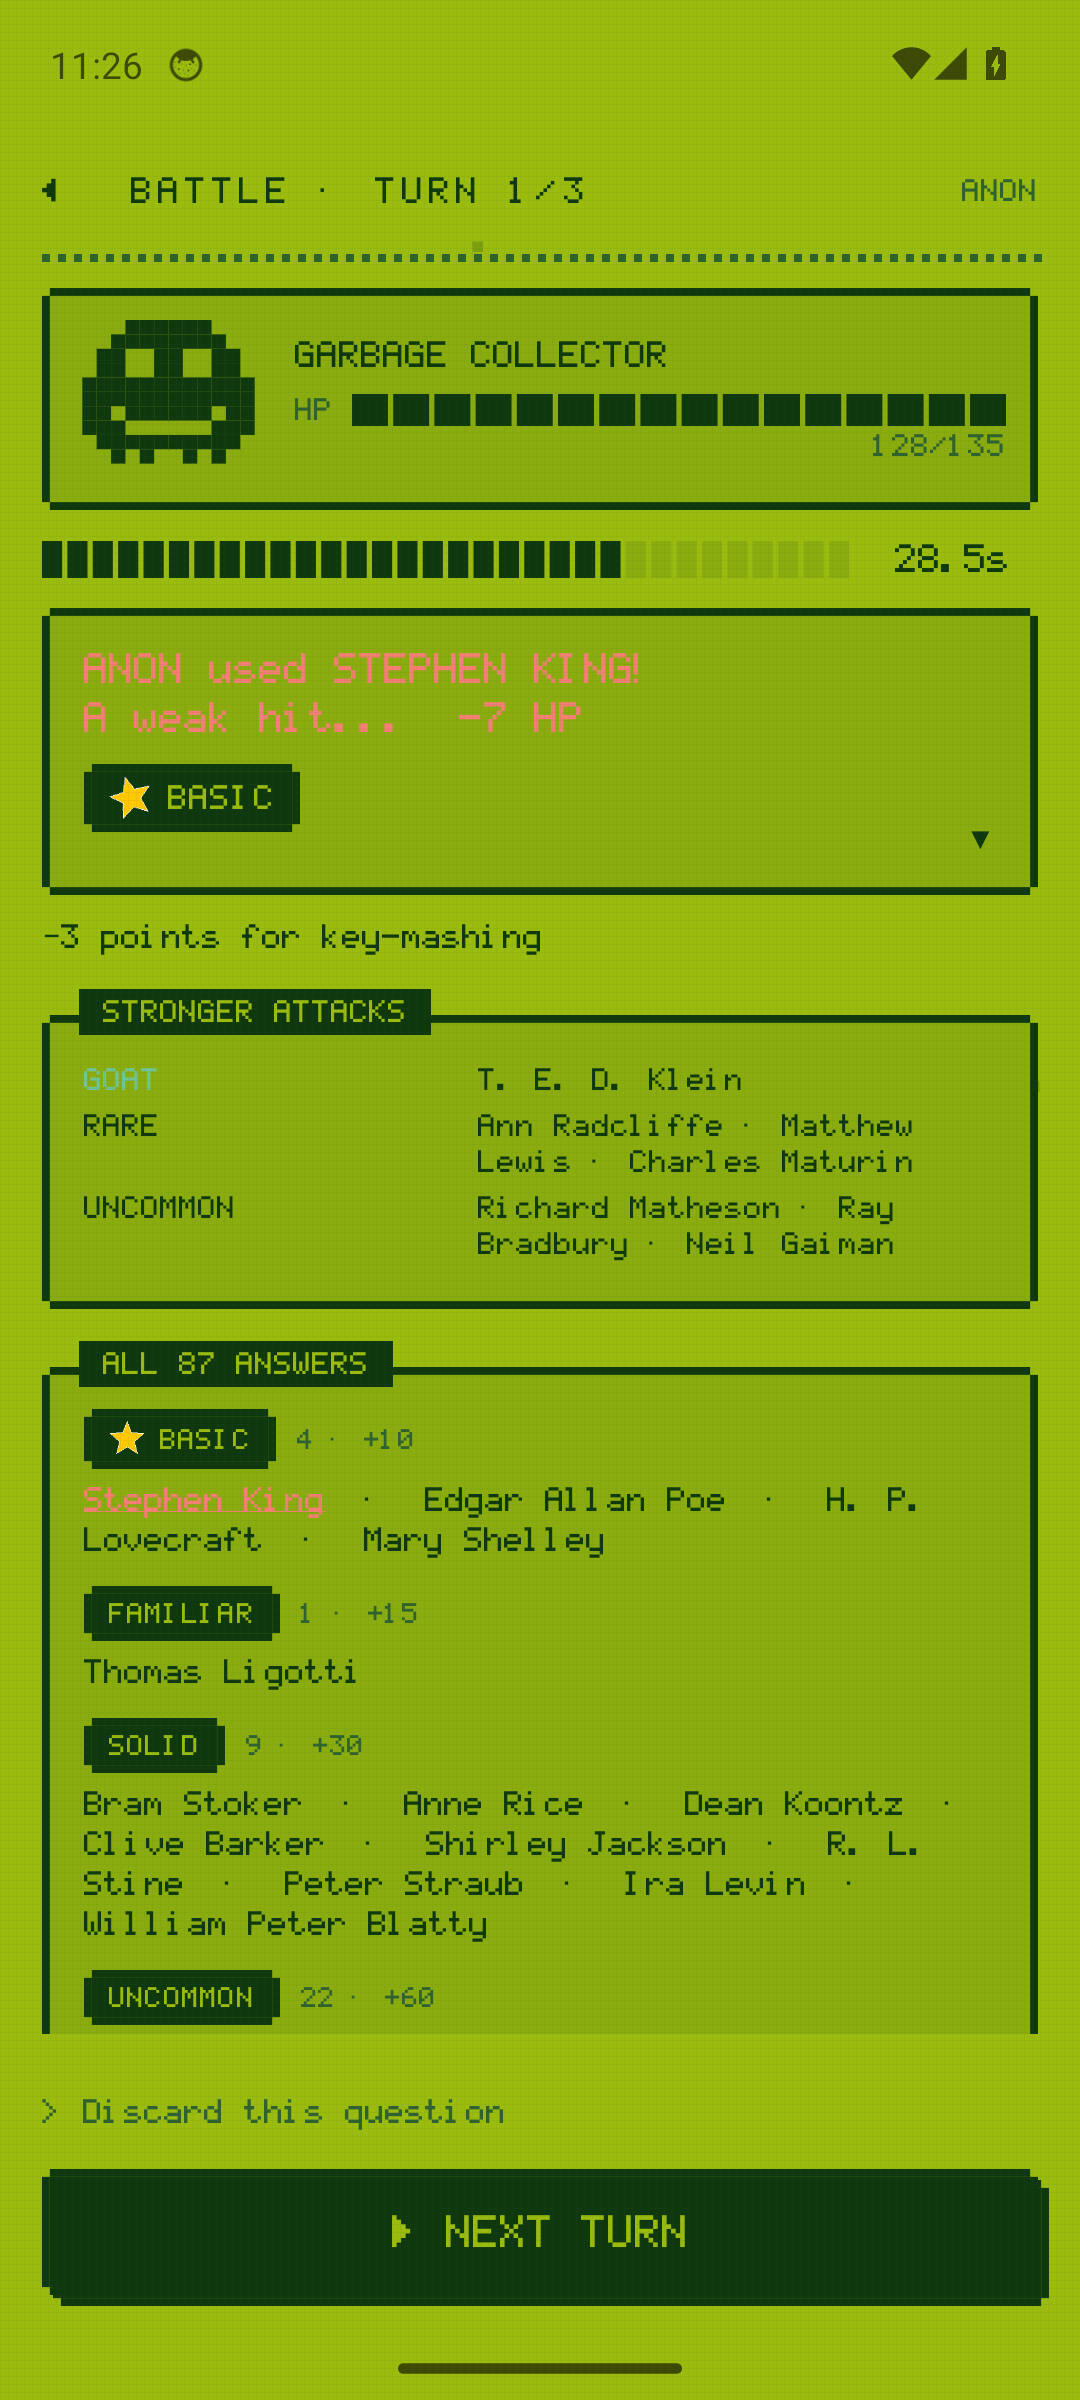 11:26
BATTLE · TURN 1/3
ANON
GARBAGE COLLECTOR
HP
128/135
28.5s
ANON used STEPHEN KING!
A weak hit... -7 HP
BASIC
-3 points for key-mashing
STRONGER ATTACKS
GOAT T. E. D. Klein
RARE Ann Radcliffe · Matthew
Lewis · Charles Maturin
UNCOMMON Richard Matheson · Ray
Bradbury · Neil Gaiman
ALL 87 ANSWERS
BASIC 4 · +10
Stephen King · Edgar Allan Poe · H. P.
Lovecraft · Mary Shelley
FAMILIAR 1 · +15
Thomas Ligotti
SOLID 9 · +30
Bram Stoker · Anne Rice · Dean Koontz ·
Clive Barker · Shirley Jackson · R. L.
Stine · Peter Straub · Ira Levin ·
William Peter Blatty
UNCOMMON 22 · +60
> Discard this question
NEXT TURN